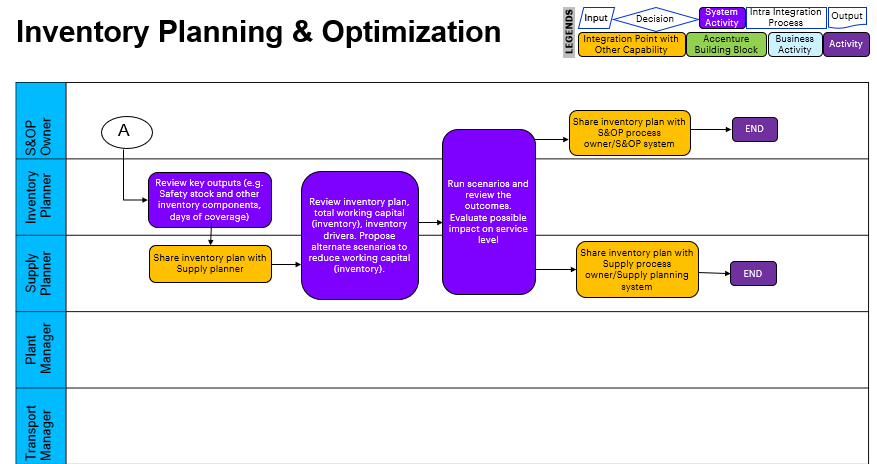 Inventory Planning & Optimization
LEGENDS
Input
Decision
System
Activity
Intra Integration
Process
Output
Integration Point with
Other Capability
Accenture
Building Block
Business
Activity
Activity
S&OP
Owner
A
Share inventory plan with
S&OP process
owner/S&OP system
END
Inventory
Planner
Review key outputs (e.g.
Safety stock and other
inventory components,
days of coverage)
Review inventory plan,
total working capital
(inventory), inventory
drivers. Propose
alternate scenarios to
reduce working capital
(inventory).
Run scenarios and
review the
outcomes.
Evaluate possible
impact on service
level
Supply
Planner
Share inventory plan with
Supply planner
Share inventory plan with
Supply process
owner/Supply planning
system
END
Plant
Manager
Transport
Manager